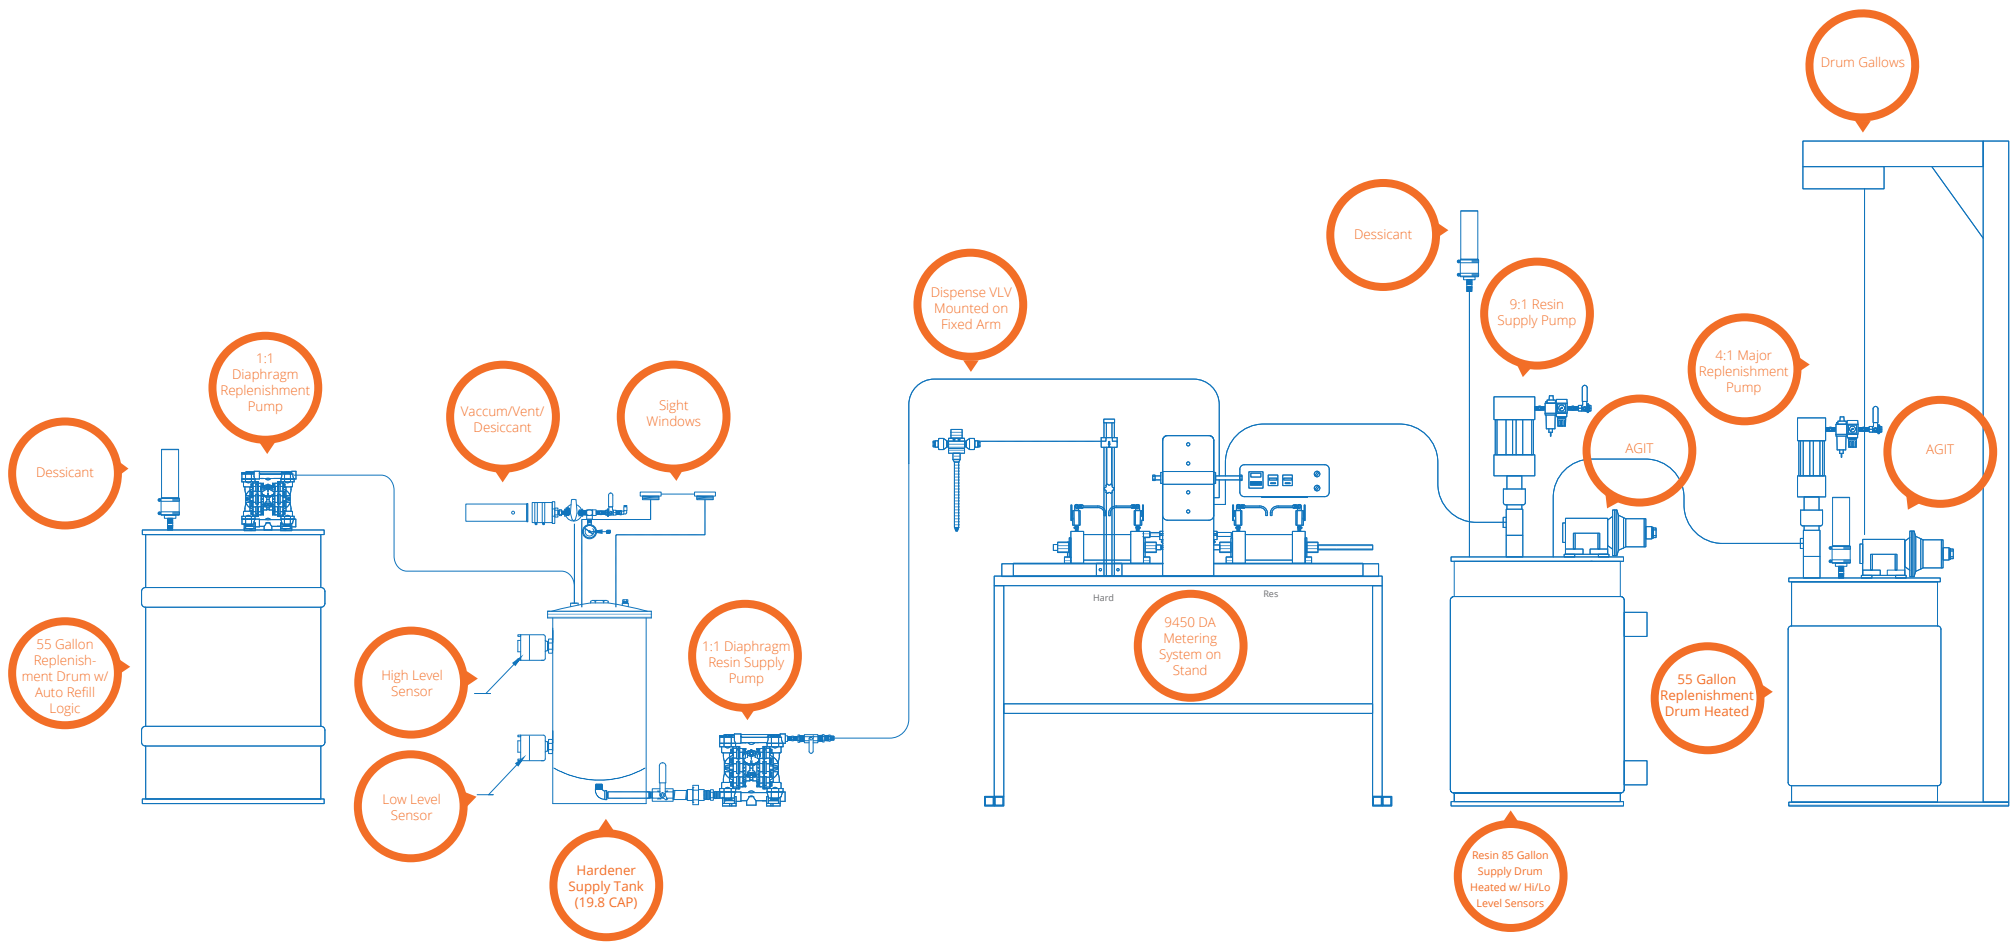 Drum Gallows
Dessicant
Dispense VLV
Mounted on
Fixed Arm
9:1 Resin
Supply Pump
4:1 Major
Replenishment
Pump
1:1
Diaphragm
Replenishment
Pump
Vaccum/Vent/
Desiccant
Sight
Windows
AGIT
AGIT
Dessicant
Hard
Res
55 Gallon
Replenish-
ment Drum w/
Auto Refill
Logic
High Level
Sensor
1:1 Diaphragm
Resin Supply
Pump
9450 DA
Metering
System on
Stand
55 Gallon
Replenishment
Drum Heated
Low Level
Sensor
Hardener
Supply Tank
(19.8 CAP)
Resin 85 Gallon
Supply Drum
Heated w/ Hi/Lo
Level Sensors